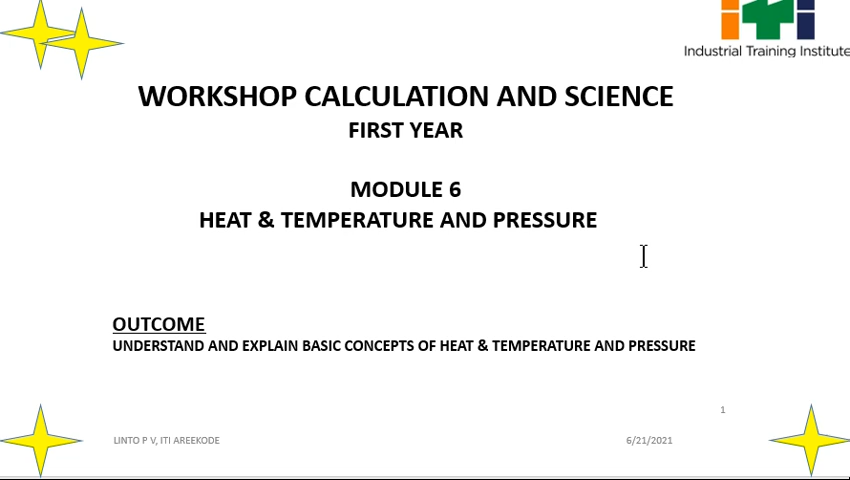 Industrial Training Institute
WORKSHOP CALCULATION AND SCIENCE
FIRST YEAR
MODULE 6
HEAT & TEMPERATURE AND PRESSURE
OUTCOME
UNDERSTAND AND EXPLAIN BASIC CONCEPTS OF HEAT & TEMPERATURE AND PRESSURE
1
LINTO P V, ITI AREEKODE
6/21/2021